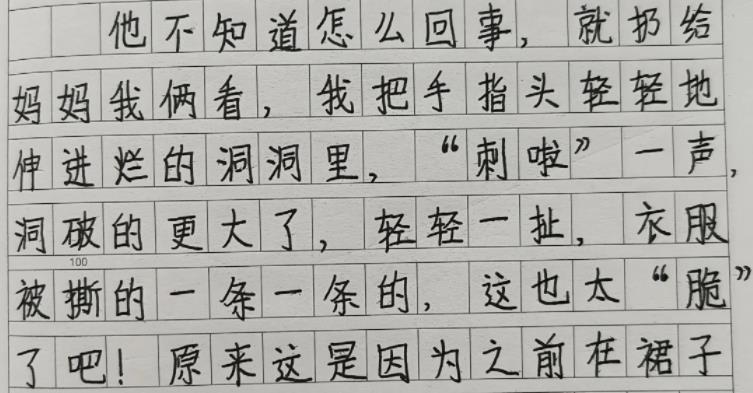 他不知道怎么回事，就扔给
妈妈我俩看，我把手指头轻轻地
伸进烂的洞洞里，“刺啦”一声，
洞破的更大了，轻轻一扯，衣服
100
被撕的一条一条的，这也太“脆”
了吧！原来这是因为之前在裙子